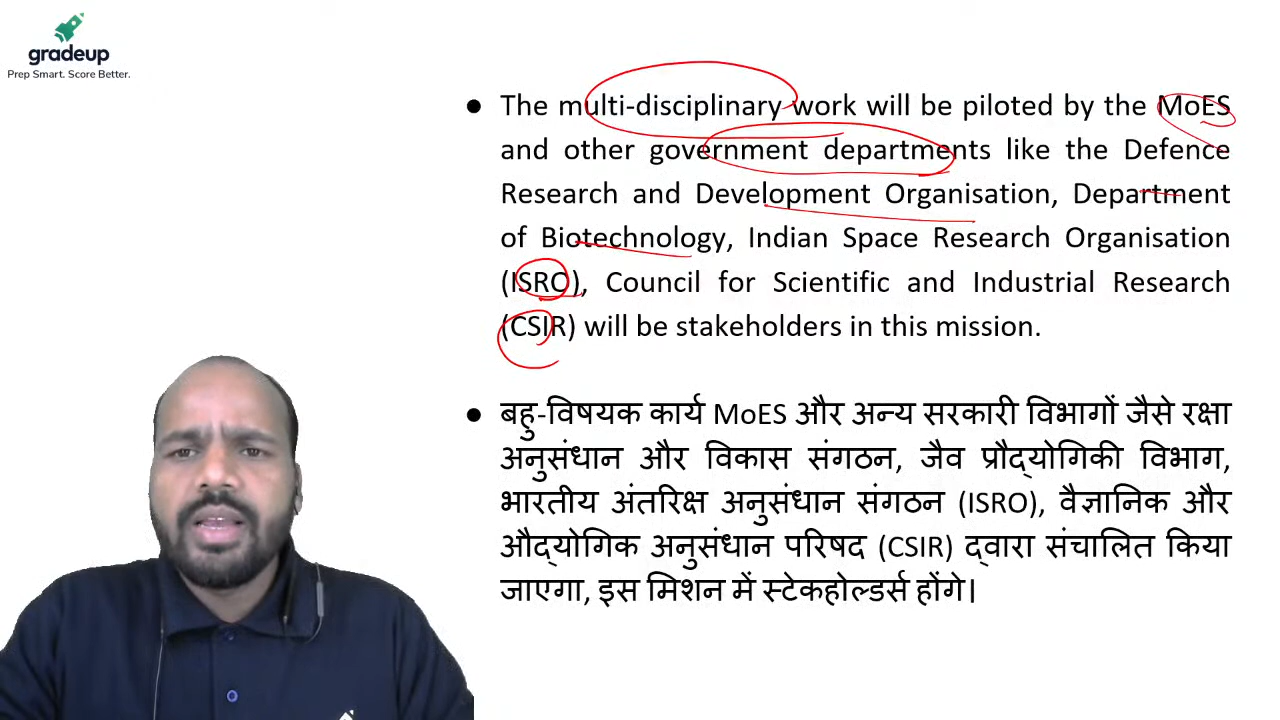 gradeup
Prep Smart. Score Better.
● The multi-disciplinary work will be piloted by the MoES
and other government departments like the Defence
Research and Development Organisation, Department
of Biotechnology, Indian Space Research Organisation
(ISRO), Council for Scientific and Industrial Research
(CSIR) will be stakeholders in this mission.
● बहु-विषयक कार्य MoES और अन्य सरकारी विभागों जैसे रक्षा
अनुसंधान और विकास संगठन, जैव प्रौद्योगिकी विभाग,
भारतीय अंतरिक्ष अनुसंधान संगठन (ISRO), वैज्ञानिक और
औद्योगिक अनुसंधान परिषद (CSIR) द्वारा संचालित किया
जाएगा, इस मिशन में स्टेकहोल्डर्स होंगे।